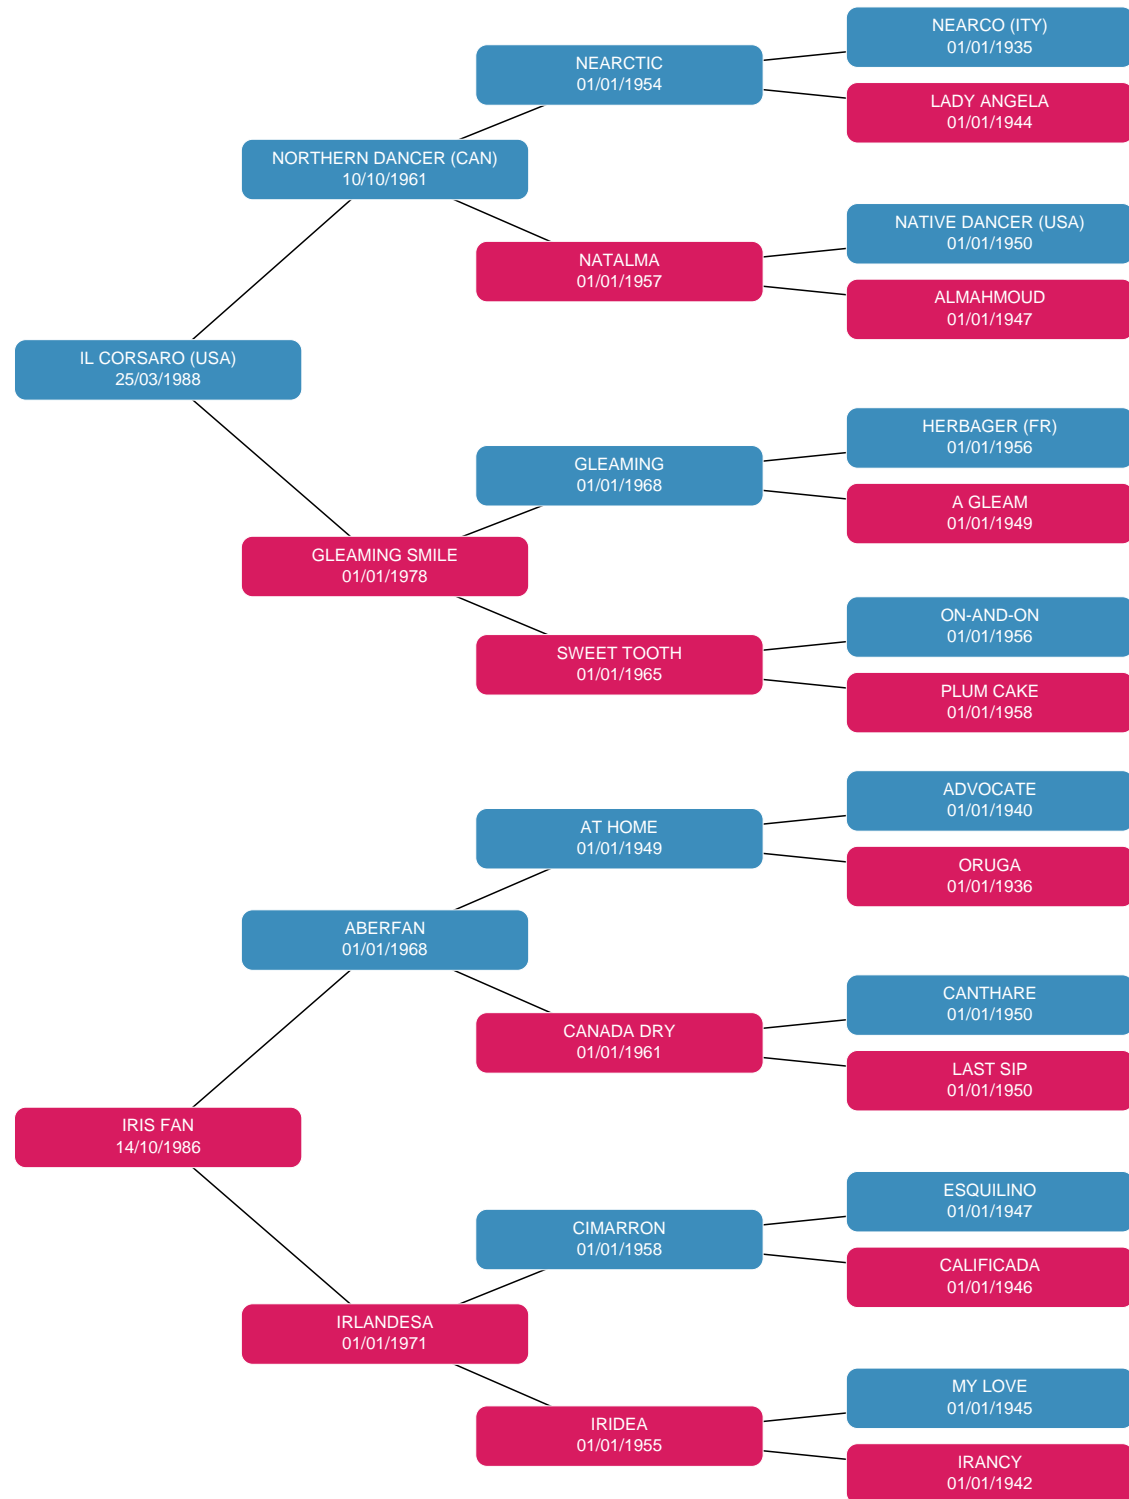 NEARCO (ITY)
01/01/1935
NEARCTIC
01/01/1954
LADY ANGELA
01/01/1944
NORTHERN DANCER (CAN)
10/10/1961
NATIVE DANCER (USA)
01/01/1950
NATALMA
01/01/1957
ALMAHMOUD
01/01/1947
IL CORSARO (USA)
25/03/1988
HERBAGER (FR)
01/01/1956
GLEAMING
01/01/1968
A GLEAM
01/01/1949
GLEAMING SMILE
01/01/1978
ON-AND-ON
01/01/1956
SWEET TOOTH
01/01/1965
PLUM CAKE
01/01/1958
ADVOCATE
01/01/1940
AT HOME
01/01/1949
ORUGA
01/01/1936
ABERFAN
01/01/1968
CANTHARE
01/01/1950
CANADA DRY
01/01/1961
LAST SIP
01/01/1950
IRIS FAN
14/10/1986
ESQUILINO
01/01/1947
CIMARRON
01/01/1958
CALIFICADA
01/01/1946
IRLANDESA
01/01/1971
MY LOVE
01/01/1945
IRIDEA
01/01/1955
IRANCY
01/01/1942